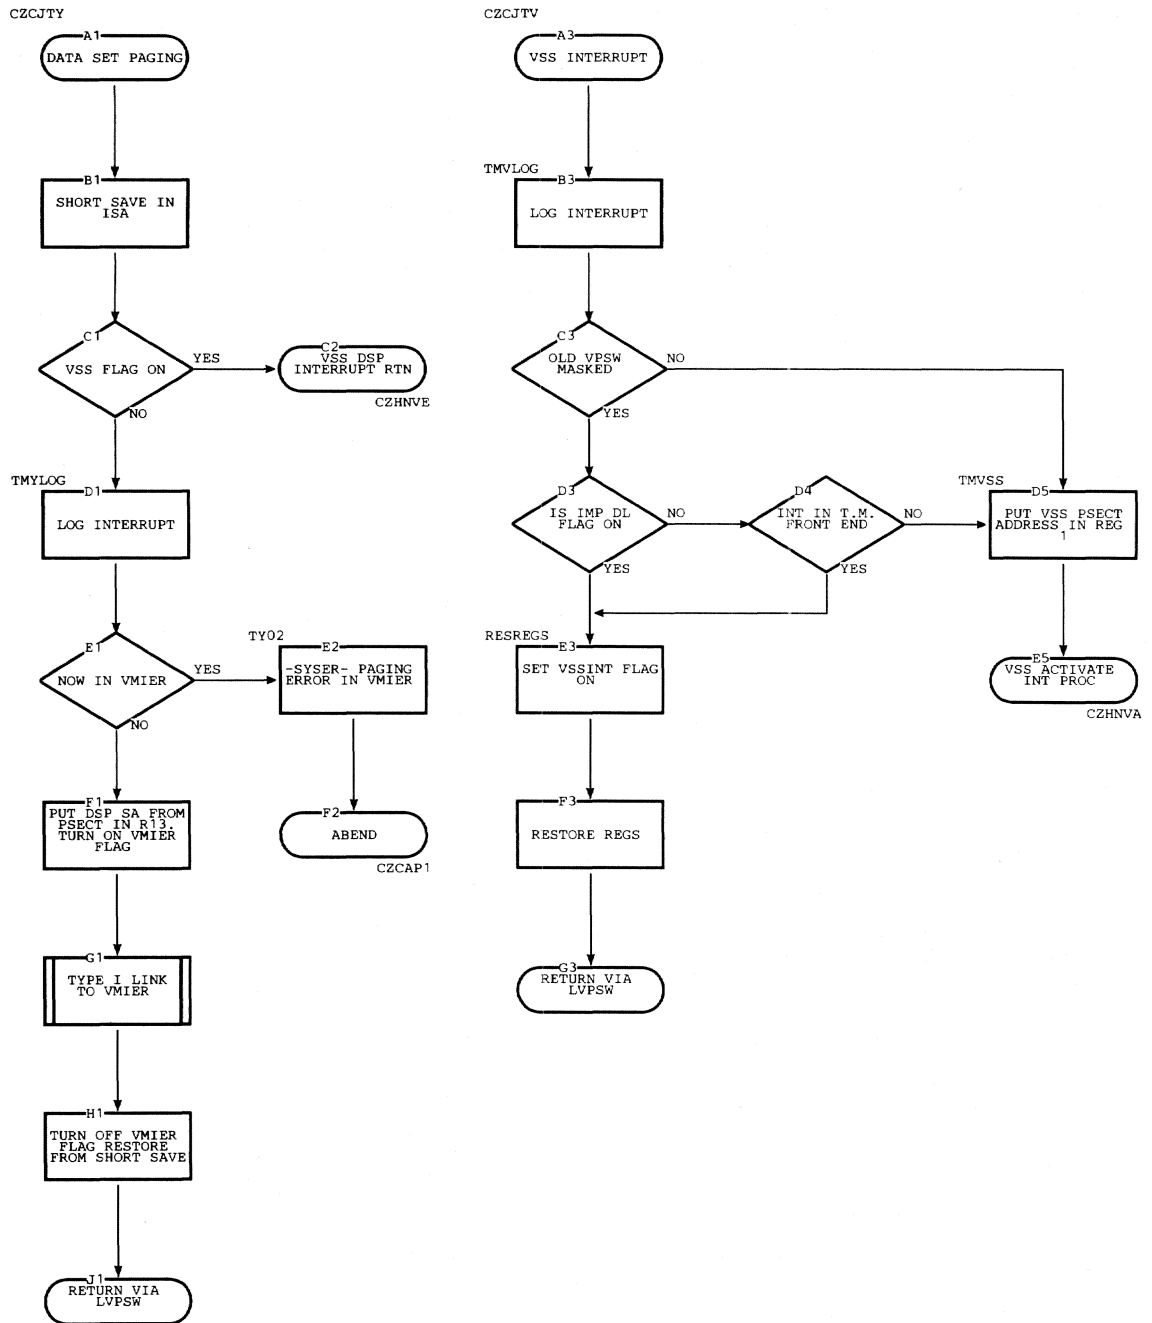 CZCJTY
A1
DATA SET PAGING
B1
SHORT SAVE IN
ISA
C1
VSS FLAG ON
YES
NO
C2
VSS DSP
INTERRUPT RTN
CZHNVE
TMYLOG
D1
LOG INTERRUPT
E1
NOW IN VMIER
YES
NO
TY02
E2
-SYSER- PAGING
ERROR IN VMIER
F2
ABEND
CZCAP1
F1
PUT DSP SA FROM
PSECT IN R13.
TURN ON VMIER
FLAG
G1
TYPE I LINK
TO VMIER
H1
TURN OFF VMIER
FLAG RESTORE
FROM SHORT SAVE
J1
RETURN VIA
LVPSW
CZCJTV
A3
VSS INTERRUPT
TMVLOG
B3
LOG INTERRUPT
C3
OLD VPSW
MASKED
NO
YES
D3
IS IMP DL
FLAG ON
NO
YES
D4
INT IN T.M.
FRONT END
NO
YES
TMVSS
D5
PUT VSS PSECT
ADDRESS IN REG
1
E5
VSS ACTIVATE
INT PROC
CZHNVA
RESREGS
E3
SET VSSINT FLAG
ON
F3
RESTORE REGS
G3
RETURN VIA
LVPSW